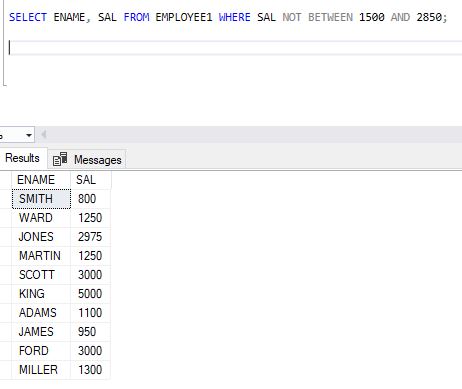 SELECT ENAME, SAL FROM EMPLOYEE1 WHERE SAL NOT BETWEEN 1500 AND 2850;
Results Messages
ENAME SAL
SMITH 800
WARD 1250
JONES 2975
MARTIN 1250
SCOTT 3000
KING 5000
ADAMS 1100
JAMES 950
FORD 3000
MILLER 1300